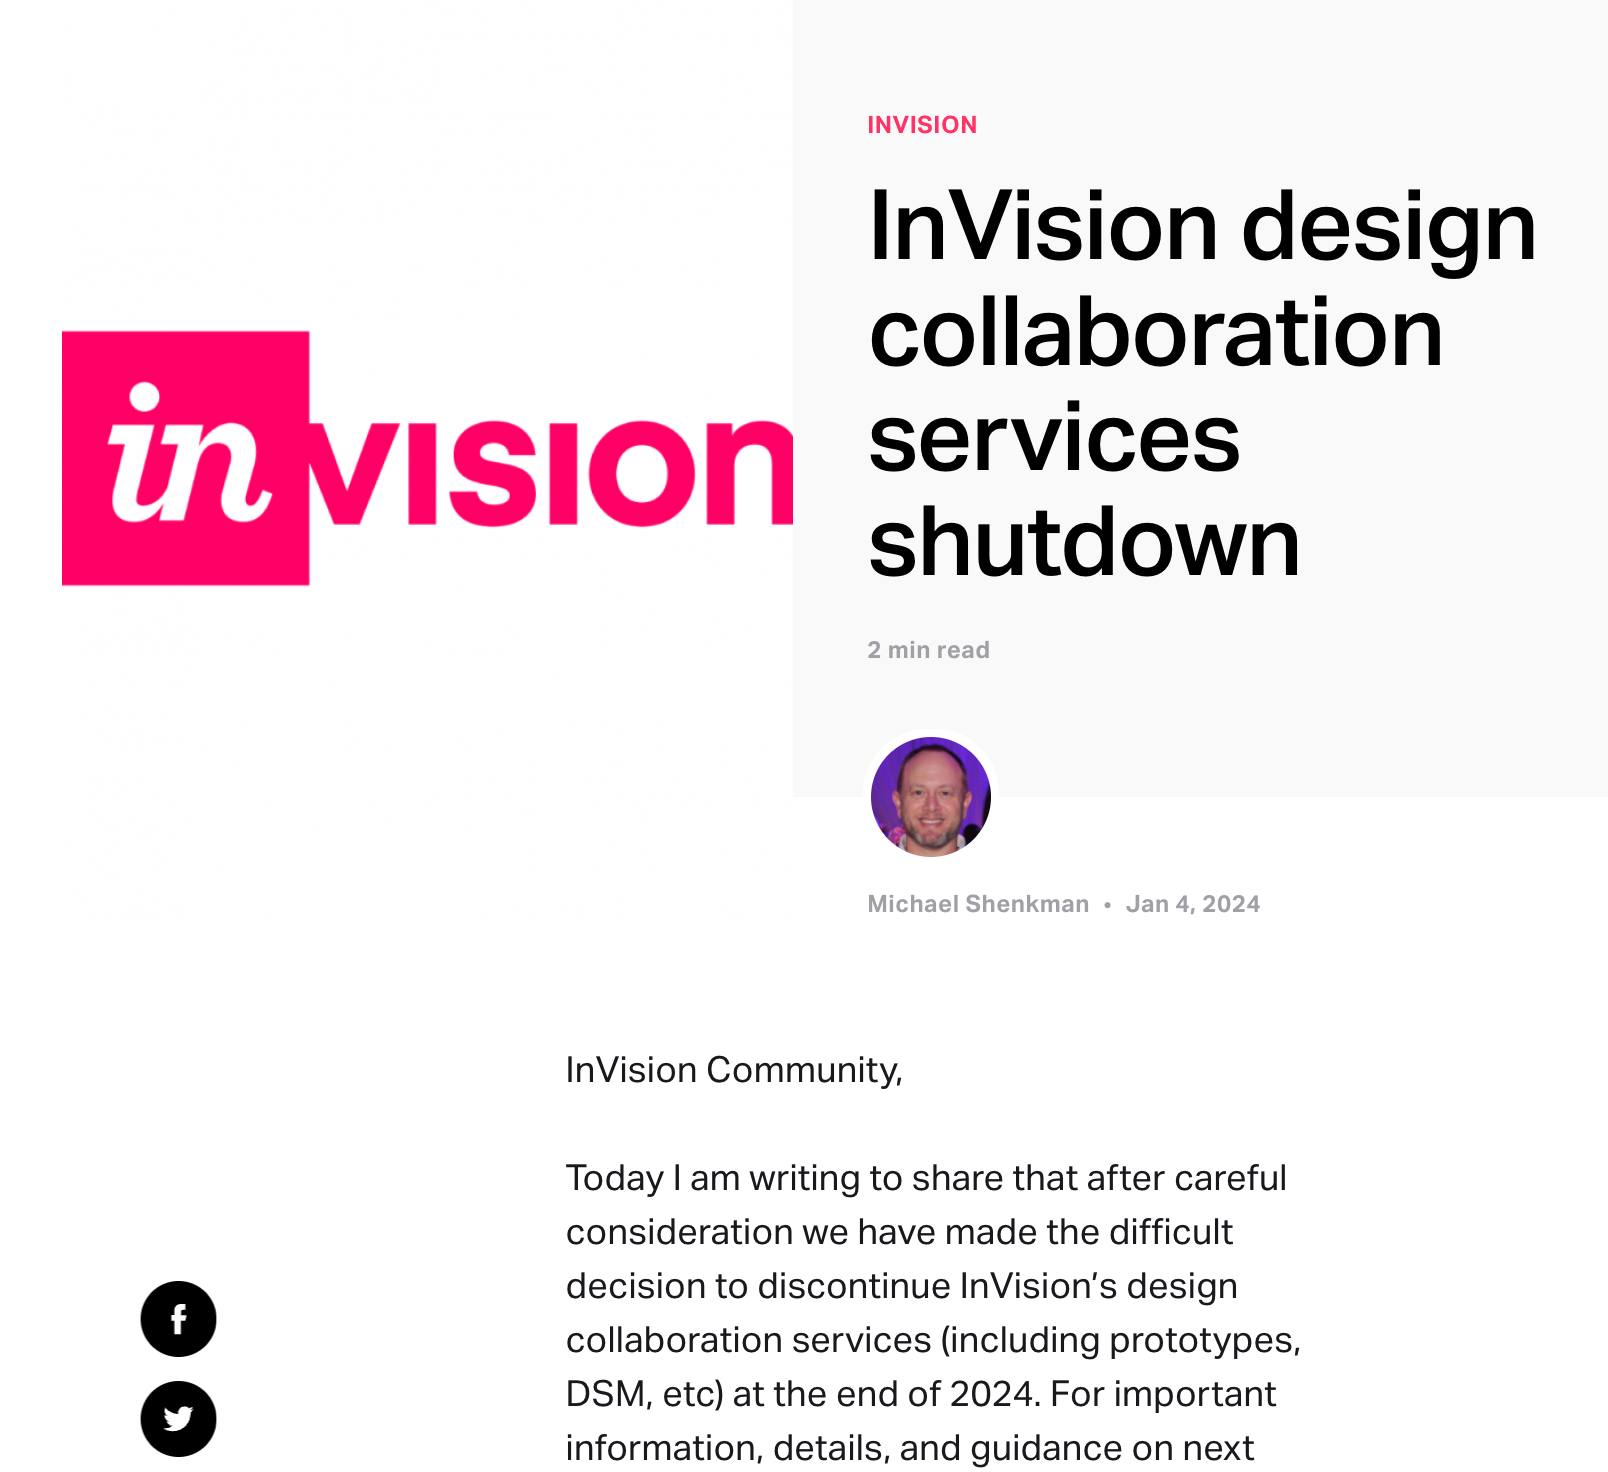 invision
INVISION
InVision design
collaboration
services
shutdown
2 min read
Michael Shenkman • Jan 4, 2024
InVision Community,
Today I am writing to share that after careful
consideration we have made the difficult
decision to discontinue InVision’s design
collaboration services (including prototypes,
DSM, etc) at the end of 2024. For important
information, details, and guidance on next